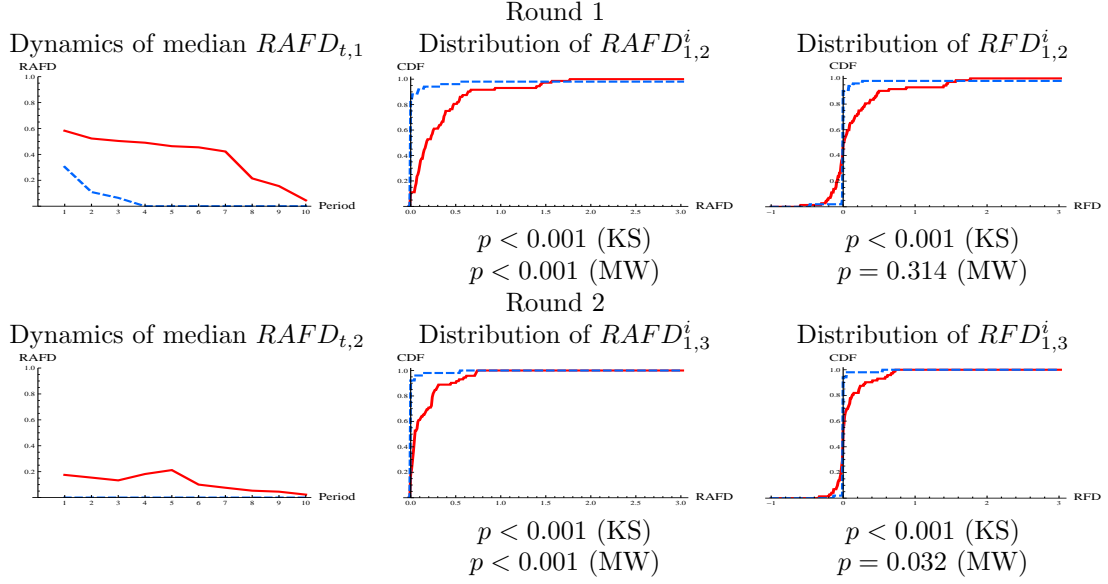 Round 1
Dynamics of median RAFD_{t,1}
Distribution of RAFD^i_{1,2}
Distribution of RFD^i_{1,2}
RAFD
1.0
0.8
0.6
0.4
0.2
1 2 3 4 5 6 7 8 9 10
Period
CDF
1.0
0.8
0.6
0.4
0.2
0.0 0.5 1.0 1.5 2.0 2.5 3.0
RAFD
CDF
1.0
0.8
0.6
0.4
0.2
-1 0 1 2 3
RFD
p < 0.001 (KS)
p < 0.001 (MW)
p < 0.001 (KS)
p = 0.314 (MW)
Round 2
Dynamics of median RAFD_{t,2}
Distribution of RAFD^i_{1,3}
Distribution of RFD^i_{1,3}
RAFD
1.0
0.8
0.6
0.4
0.2
1 2 3 4 5 6 7 8 9 10
Period
CDF
1.0
0.8
0.6
0.4
0.2
0.0 0.5 1.0 1.5 2.0 2.5 3.0
RAFD
CDF
1.0
0.8
0.6
0.4
0.2
-1 0 1 2 3
RFD
p < 0.001 (KS)
p < 0.001 (MW)
p < 0.001 (KS)
p = 0.032 (MW)